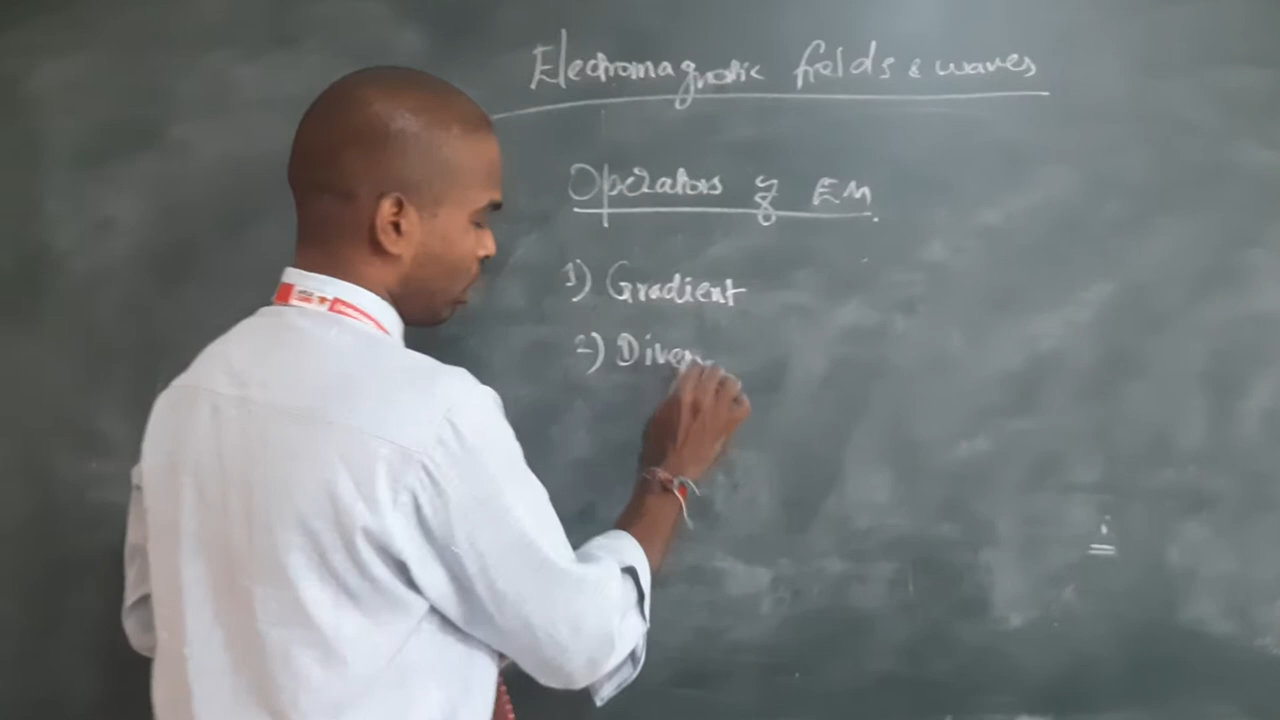 Electromagnetic fields & waves
Operators of EM.
1) Gradient
2) Diver